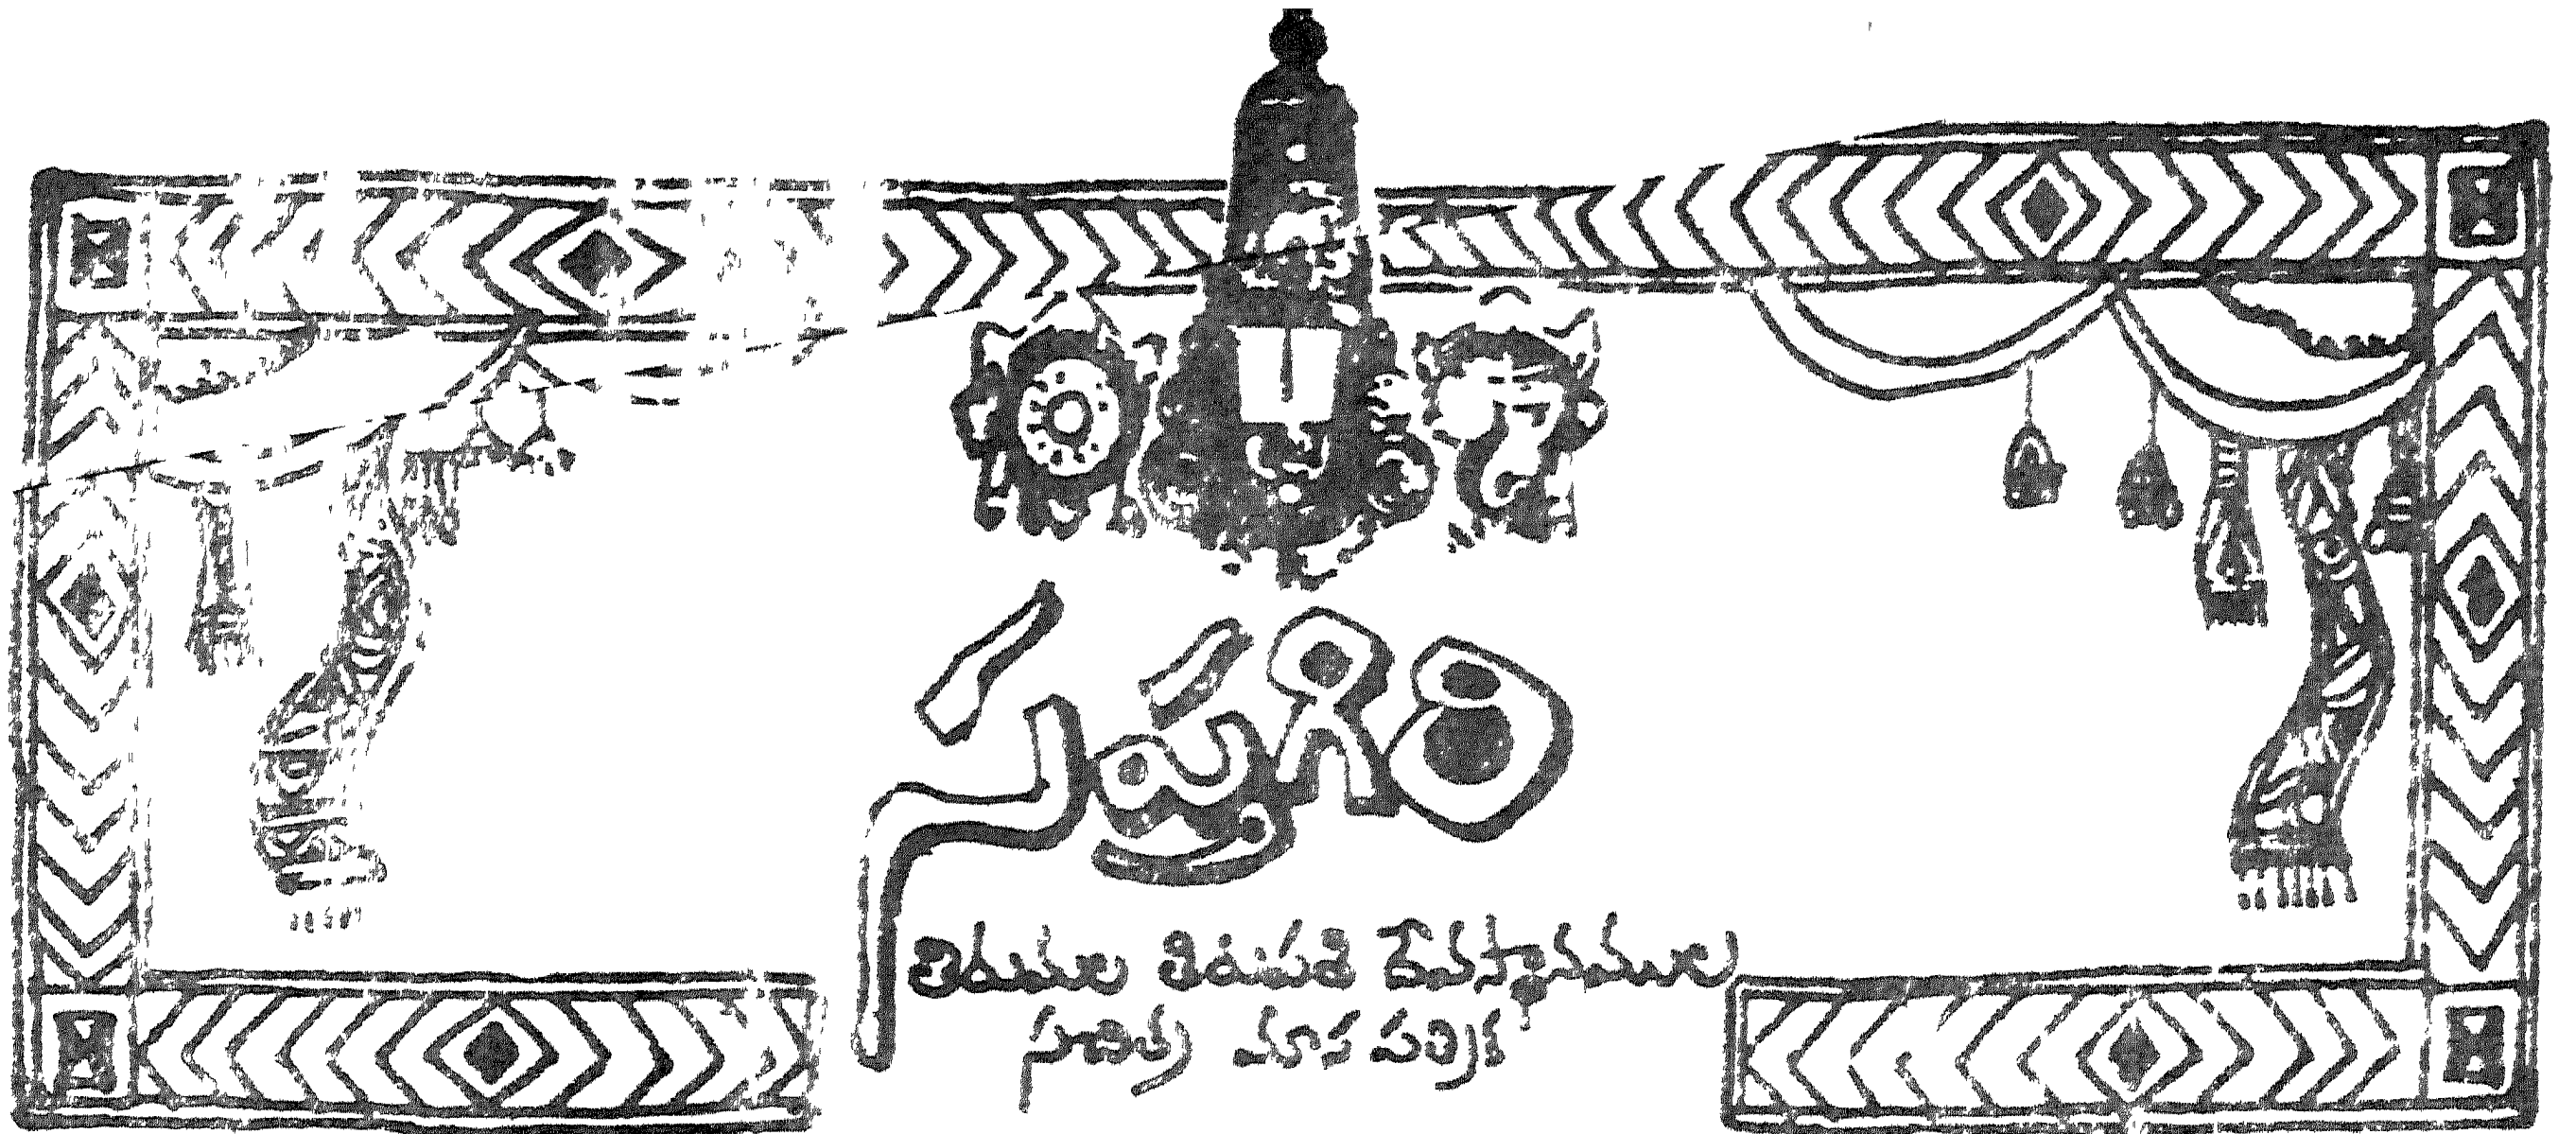 సప్తగిరి
తిరుమల తిరుపతి దేవస్థానముల
సచిత్ర మాస పత్రిక